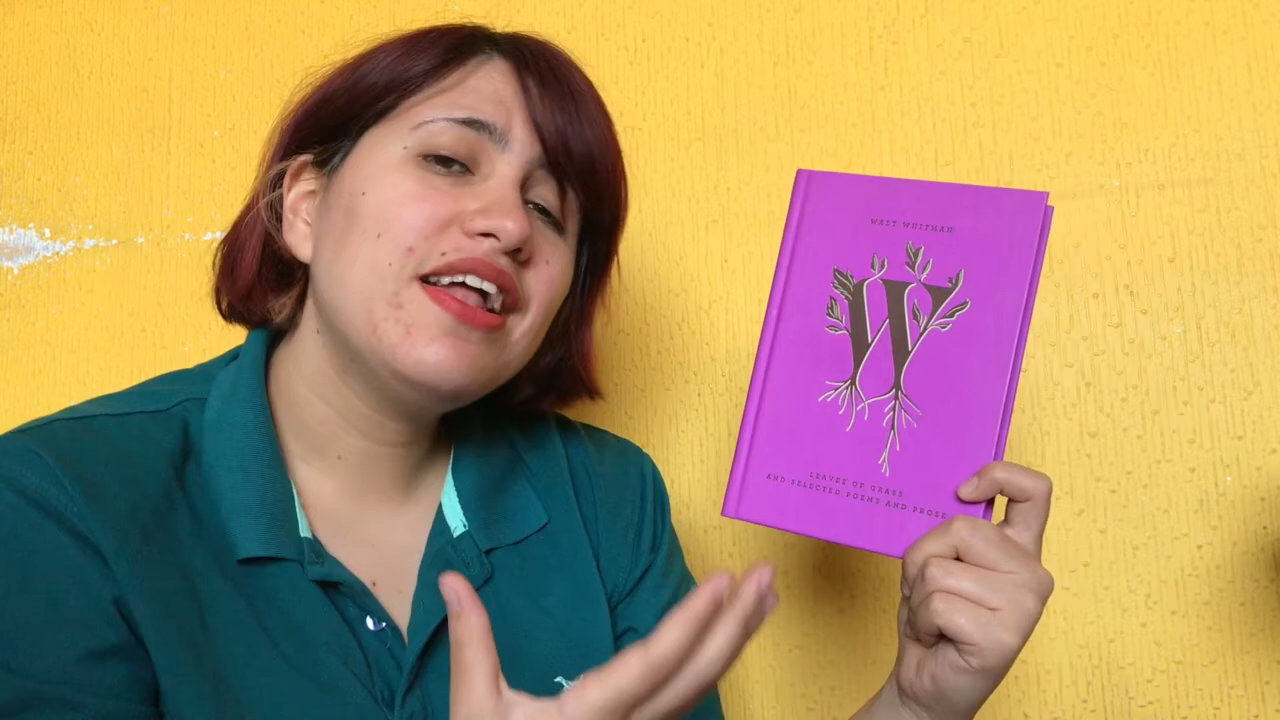 WALT WHITMAN
W
LEAVES OF GRASS
AND SELECTED POEMS AND PROSE